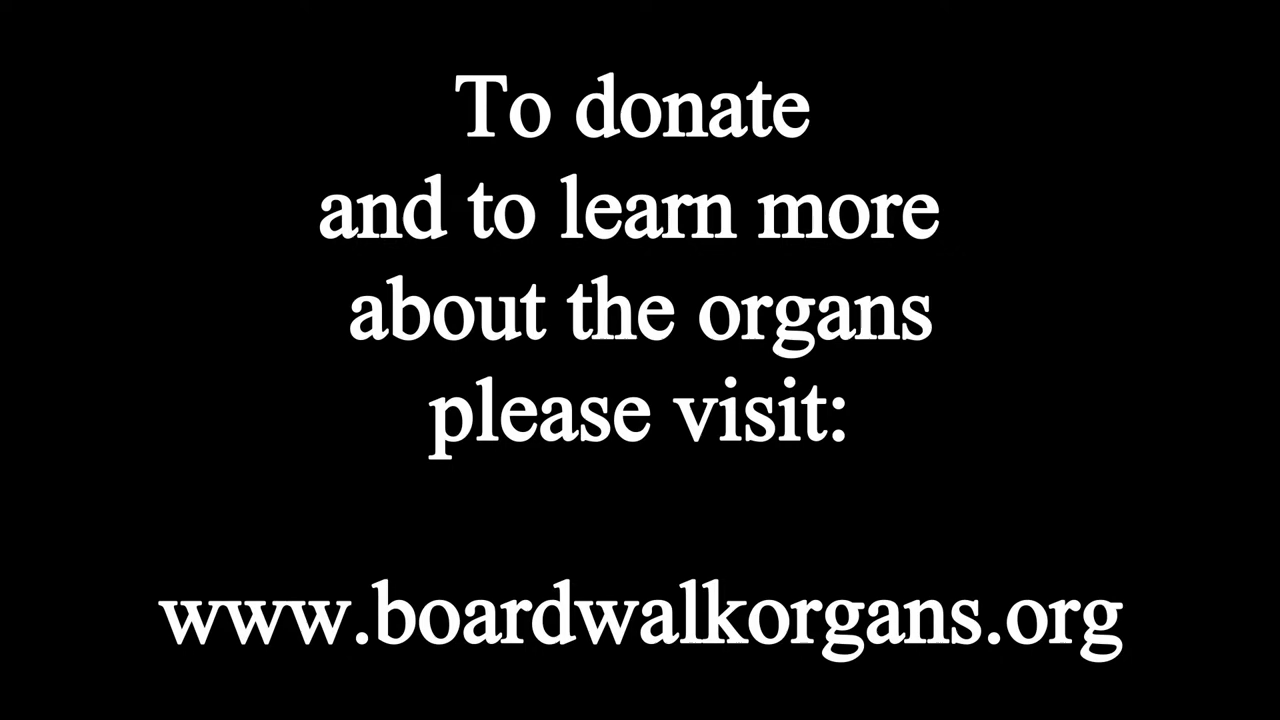 To donate
and to learn more
about the organs
please visit:
www.boardwalkorgans.org